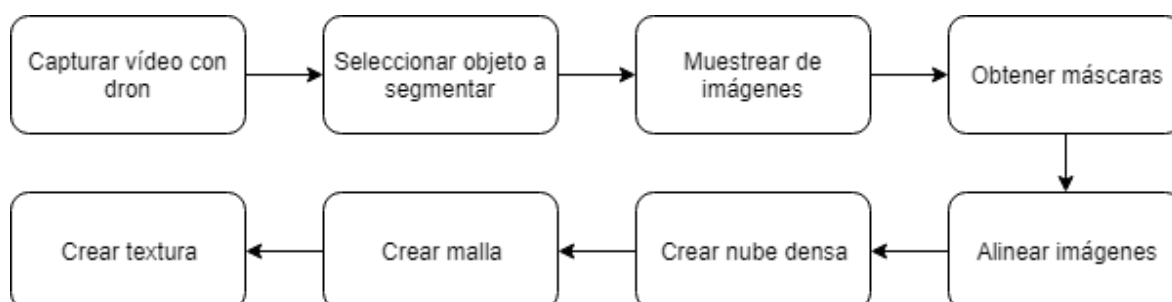 Capturar vídeo con
dron
Seleccionar objeto a
segmentar
Muestrear de
imágenes
Obtener máscaras
Alinear imágenes
Crear nube densa
Crear malla
Crear textura